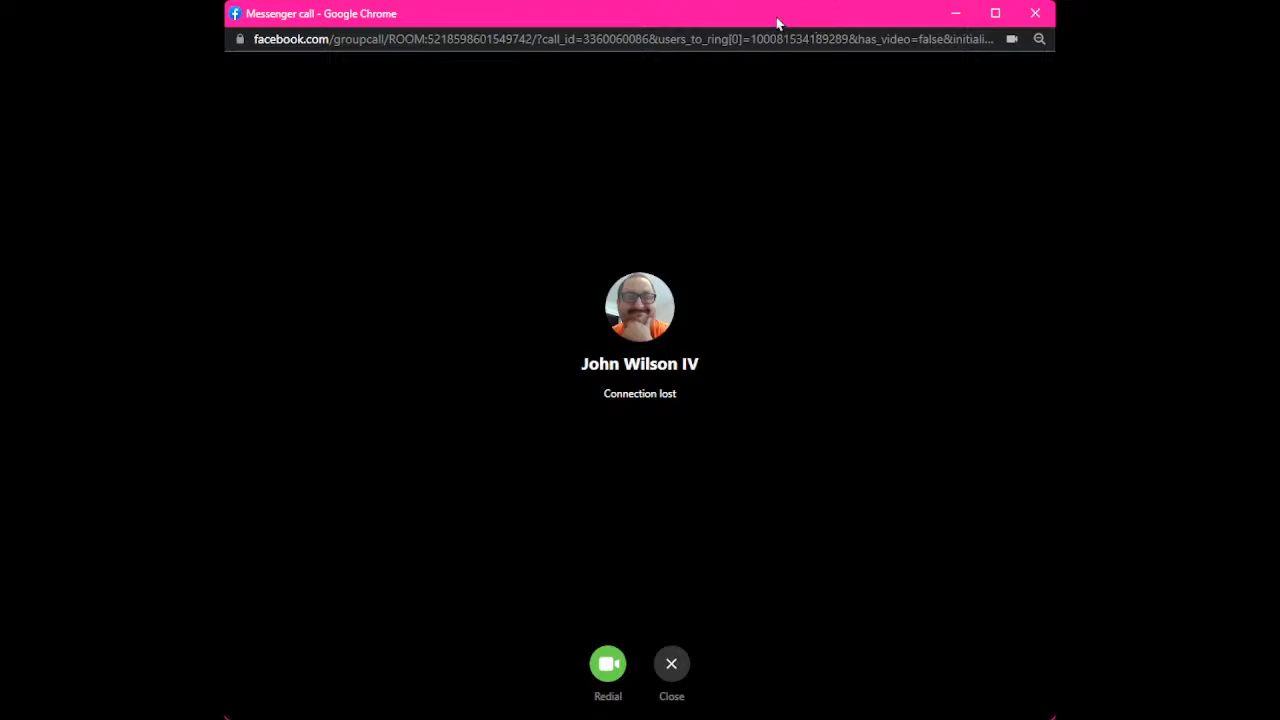 Messenger call - Google Chrome
facebook.com/groupcall/ROOM:5218598601549742/?call_id=3360060086&users_to_ring[0]=100081534189289&has_video=false&initiali...
John Wilson IV
Connection lost
Redial
Close